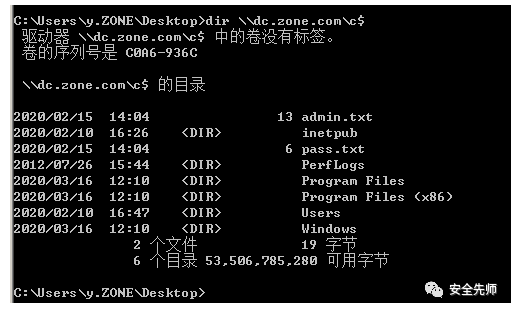 C:\Users\y.ZONE\Desktop>dir \\dc.zone.com\c$
驱动器 \\dc.zone.com\c$ 中的卷没有标签。
卷的序列号是 C0A6-936C
\\dc.zone.com\c$ 的目录
2020/02/15  14:04                13 admin.txt
2020/02/10  16:26    <DIR>          inetpub
2020/02/15  14:04                 6 pass.txt
2012/07/26  15:44    <DIR>          PerfLogs
2020/03/16  12:10    <DIR>          Program Files
2020/03/16  12:10    <DIR>          Program Files (x86)
2020/02/10  16:47    <DIR>          Users
2020/03/16  12:10    <DIR>          Windows
2 个文件             19 字节
6 个目录 53,506,785,280 可用字节
C:\Users\y.ZONE\Desktop>
安全先师